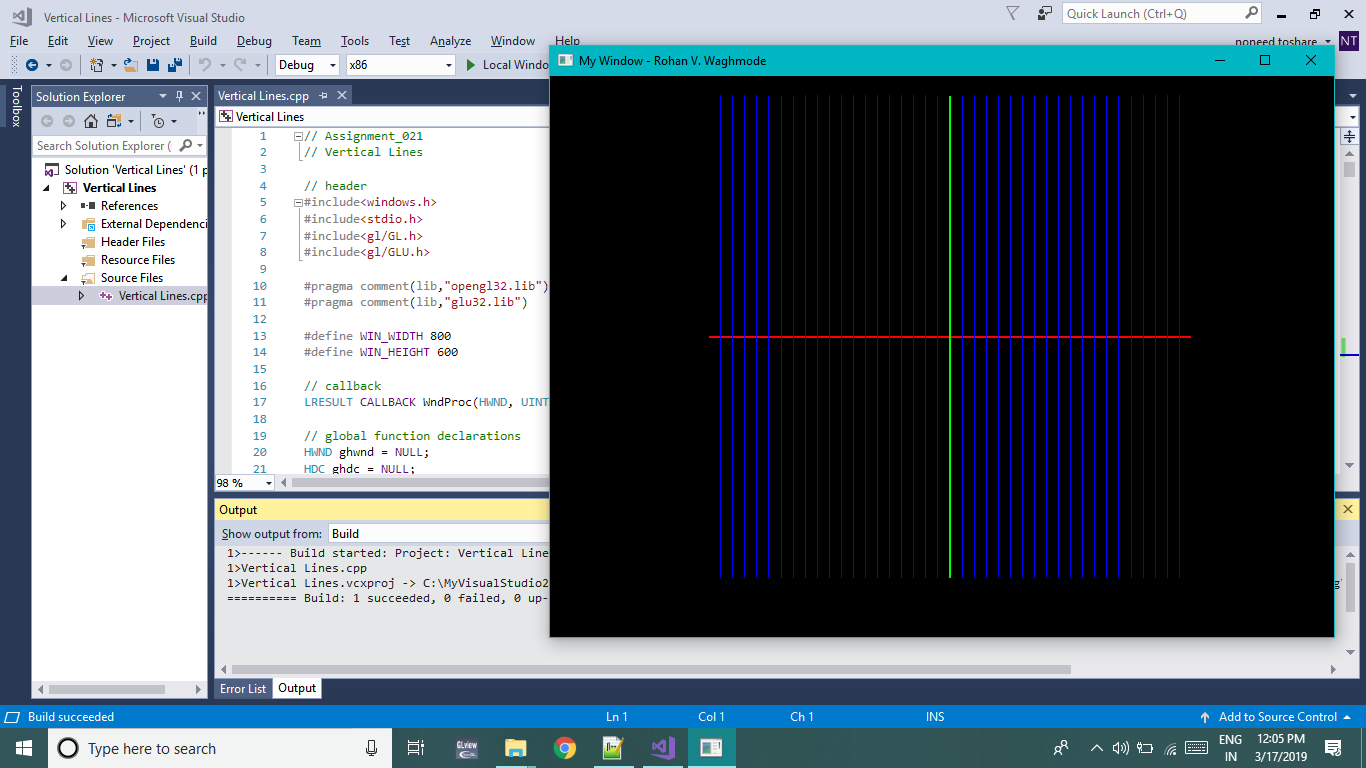 Vertical Lines - Microsoft Visual Studio
Quick Launch (Ctrl+Q)
File Edit View Project Build Debug Team Tools Test Analyze Window Help
noneed toshare NT
Debug x86 Local Windo
My Window - Rohan V. Waghmode
Toolbox
Solution Explorer
Search Solution Explorer (
Solution 'Vertical Lines' (1 p
Vertical Lines
References
External Dependenci
Header Files
Resource Files
Source Files
Vertical Lines.cpp
Vertical Lines.cpp
Vertical Lines
1 // Assignment_021
2 // Vertical Lines
3
4 // header
5 #include<windows.h>
6 #include<stdio.h>
7 #include<gl/GL.h>
8 #include<gl/GLU.h>
9
10 #pragma comment(lib,"opengl32.lib")
11 #pragma comment(lib,"glu32.lib")
12
13 #define WIN_WIDTH 800
14 #define WIN_HEIGHT 600
15
16 // callback
17 LRESULT CALLBACK WndProc(HWND, UINT
18
19 // global function declarations
20 HWND ghwnd = NULL;
21 HDC ghdc = NULL;
98 %
Output
Show output from: Build
1>------ Build started: Project: Vertical Line
1>Vertical Lines.cpp
1>Vertical Lines.vcxproj -> C:\MyVisualStudio2
========== Build: 1 succeeded, 0 failed, 0 up-
Error List Output
Build succeeded Ln 1 Col 1 Ch 1 INS Add to Source Control
Type here to search
GLview
ENG
IN
12:05 PM
3/17/2019